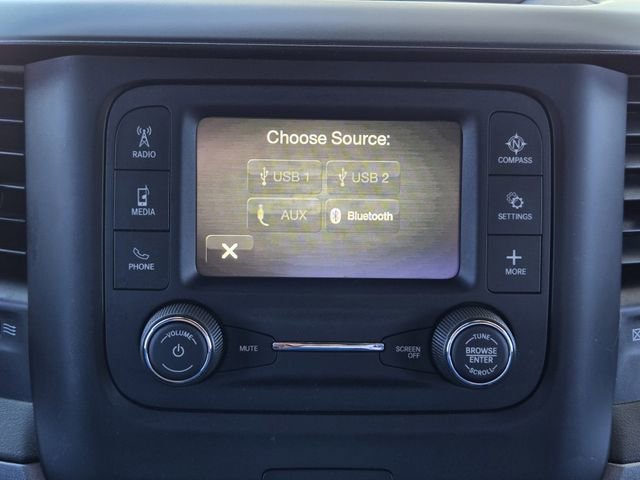 Choose Source:
USB 1
USB 2
AUX
Bluetooth
RADIO
MEDIA
PHONE
N
COMPASS
SETTINGS
MORE
VOLUME
MUTE
SCREEN
OFF
TUNE
BROWSE
ENTER
SCROLL